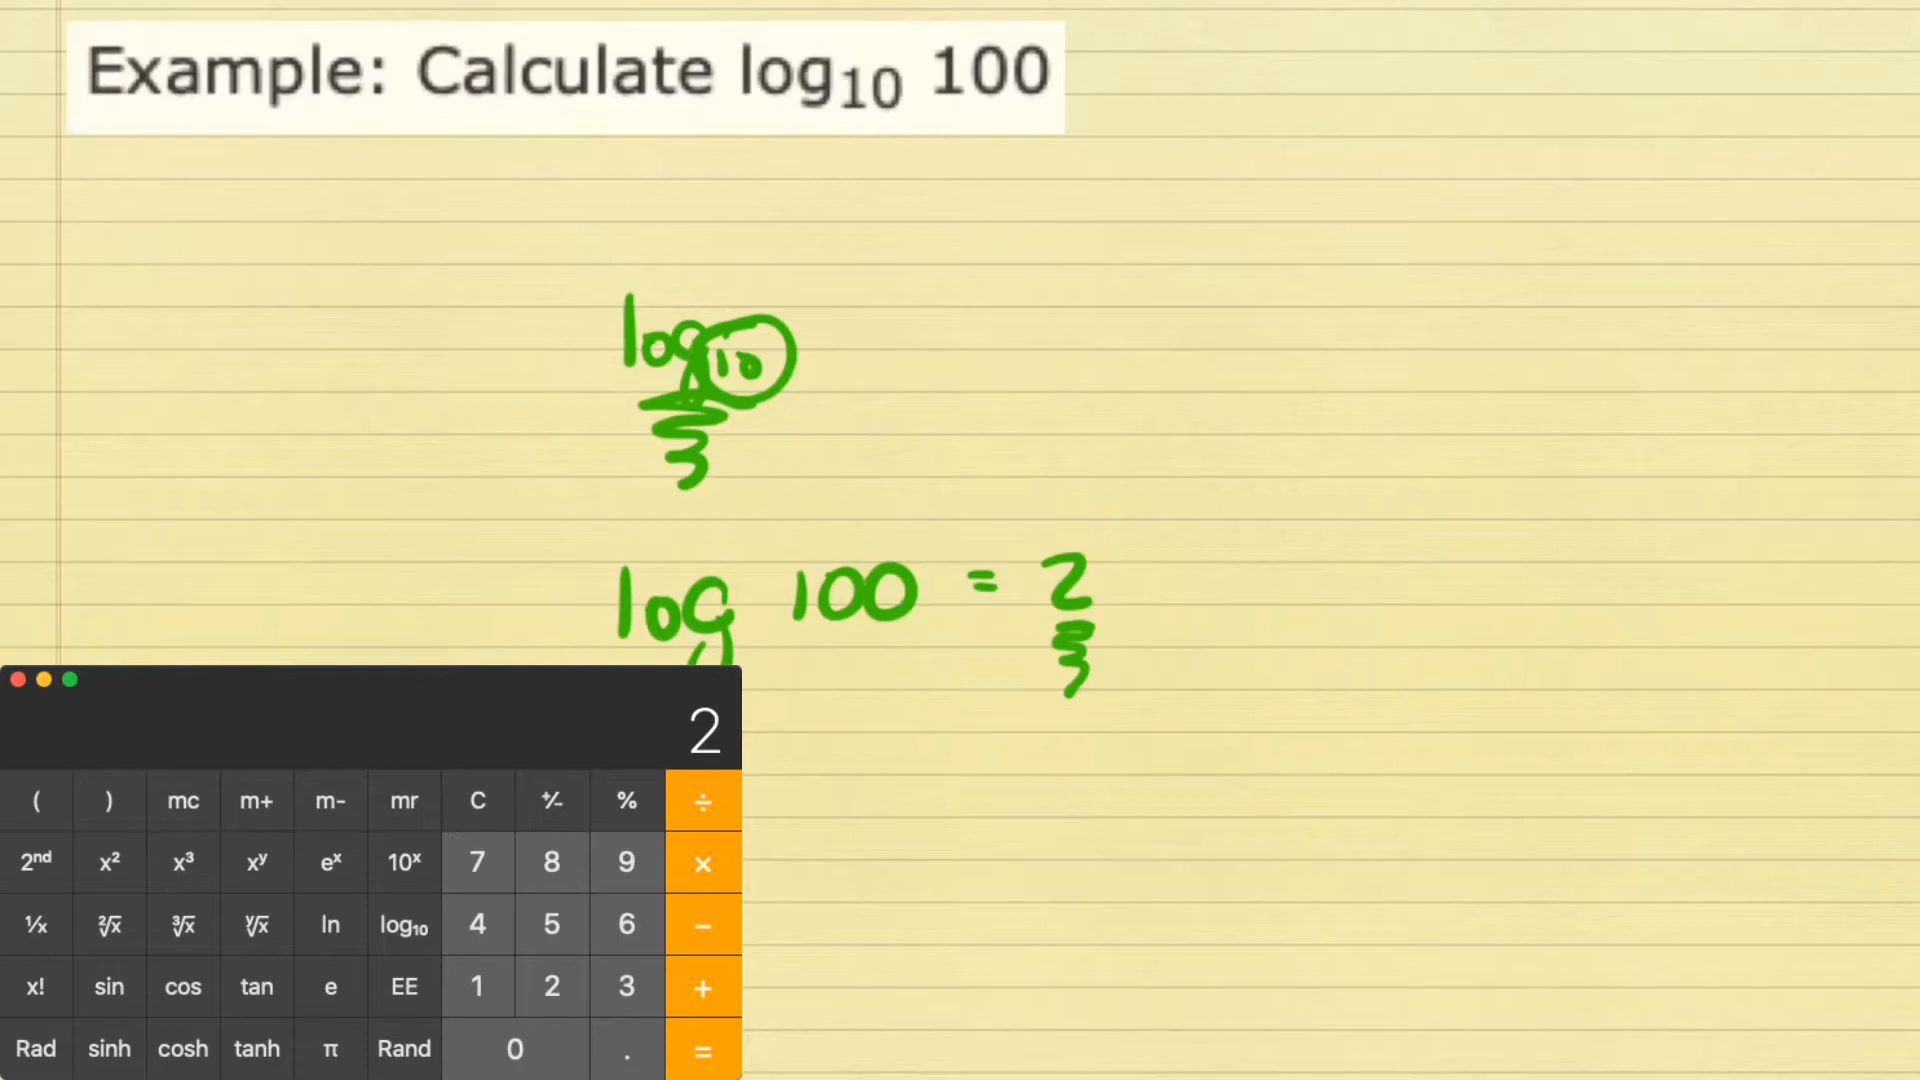 Example: Calculate log₁₀ 100
log₁₀
log 100 = 2
2
( ) mc m+ m- mr C ⁺⁄₋ % ÷
2ⁿᵈ x² x³ xʸ eˣ 10ˣ 7 8 9 ×
¹⁄x ²√x ³√x ʸ√x ln log₁₀ 4 5 6 −
x! sin cos tan e EE 1 2 3 +
Rad sinh cosh tanh π Rand 0 . =